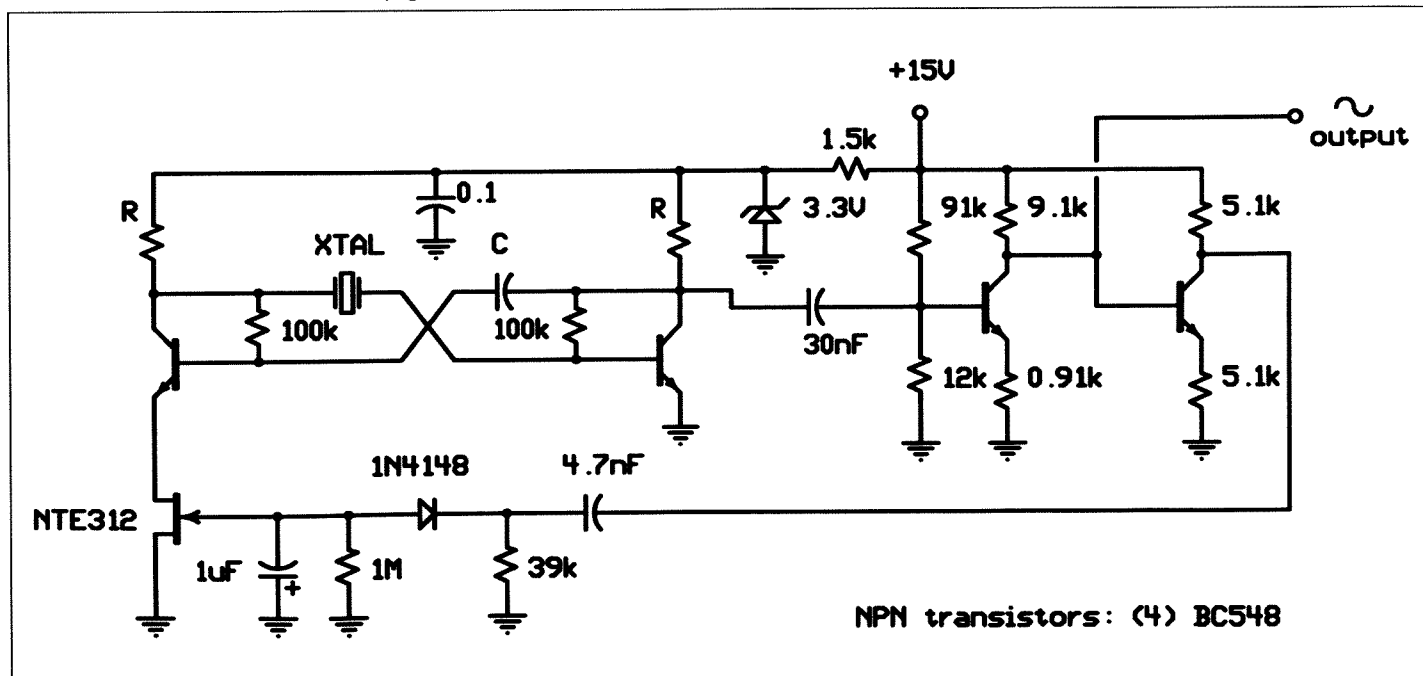 +15V
output
1.5k
R
0.1
R
3.3V
91k
9.1k
5.1k
XTAL
C
100k
100k
30nF
12k
0.91k
5.1k
1N4148
4.7nF
NTE312
1uF
+
1M
39k
NPN transistors: (4) BC548